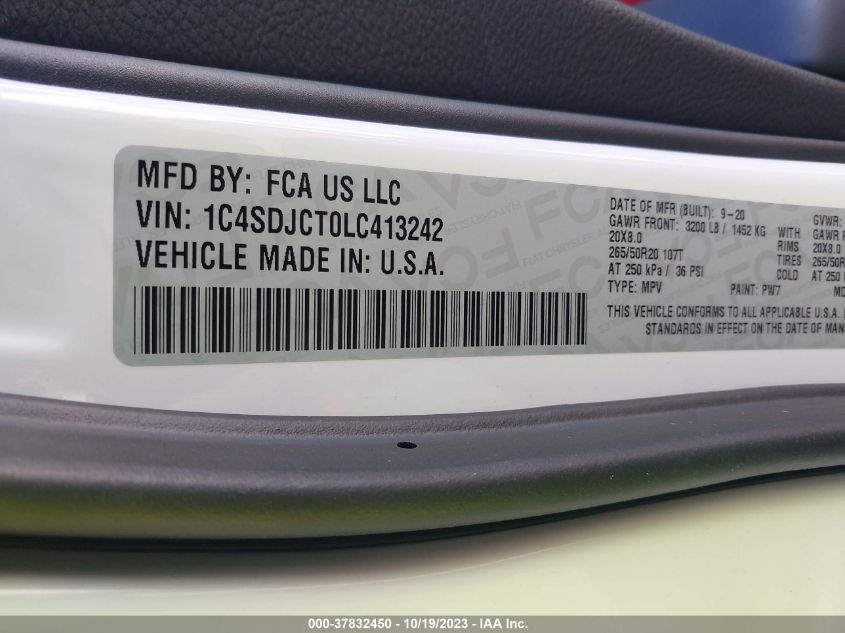 MFD BY: FCA US LLC
VIN: 1C4SDJCT0LC413242
VEHICLE MADE IN: U.S.A.
DATE OF MFR (BUILT): 9-20 GVWR:
GAWR FRONT: 3200 LB / 1452 KG WITH GAWR
20X8.0 RIMS 20X8.0
265/50R20 107T TIRES 265/50R
AT 250 kPa / 36 PSI COLD AT 250
TYPE: MPV PAINT: PW7
THIS VEHICLE CONFORMS TO ALL APPLICABLE U.S.A.
STANDARDS IN EFFECT ON THE DATE OF MAN
000-37832450 - 10/19/2023 - IAA Inc.